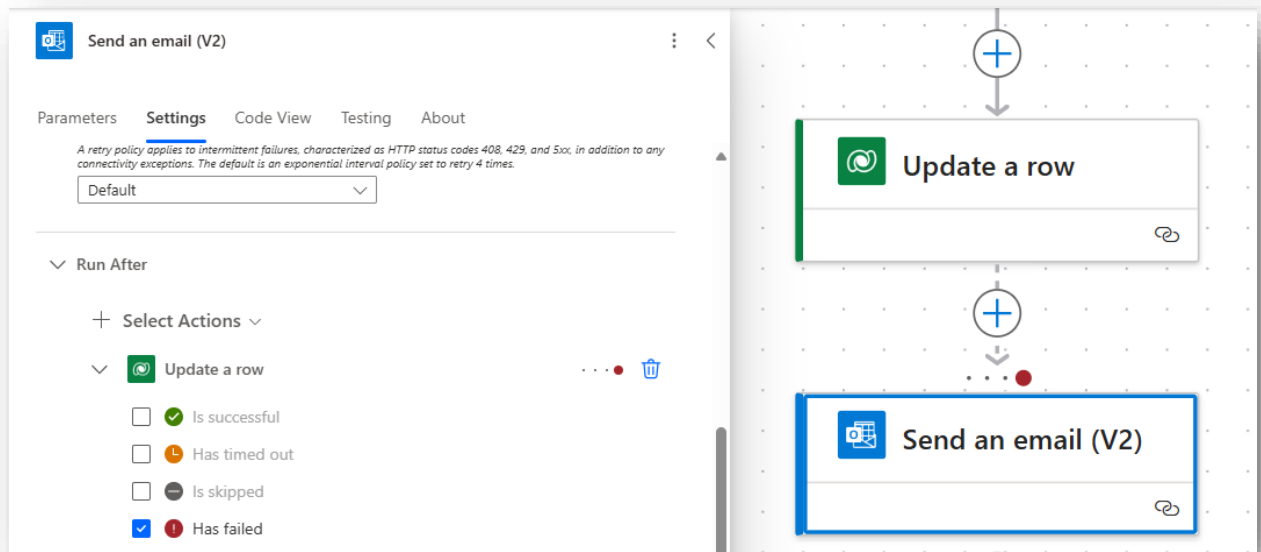 Send an email (V2)
Parameters
Settings
Code View
Testing
About
A retry policy applies to intermittent failures, characterized as HTTP status codes 408, 429, and 5xx, in addition to any
connectivity exceptions. The default is an exponential interval policy set to retry 4 times.
Default
Run After
Select Actions
Update a row
Is successful
Has timed out
Is skipped
Has failed
Update a row
Send an email (V2)